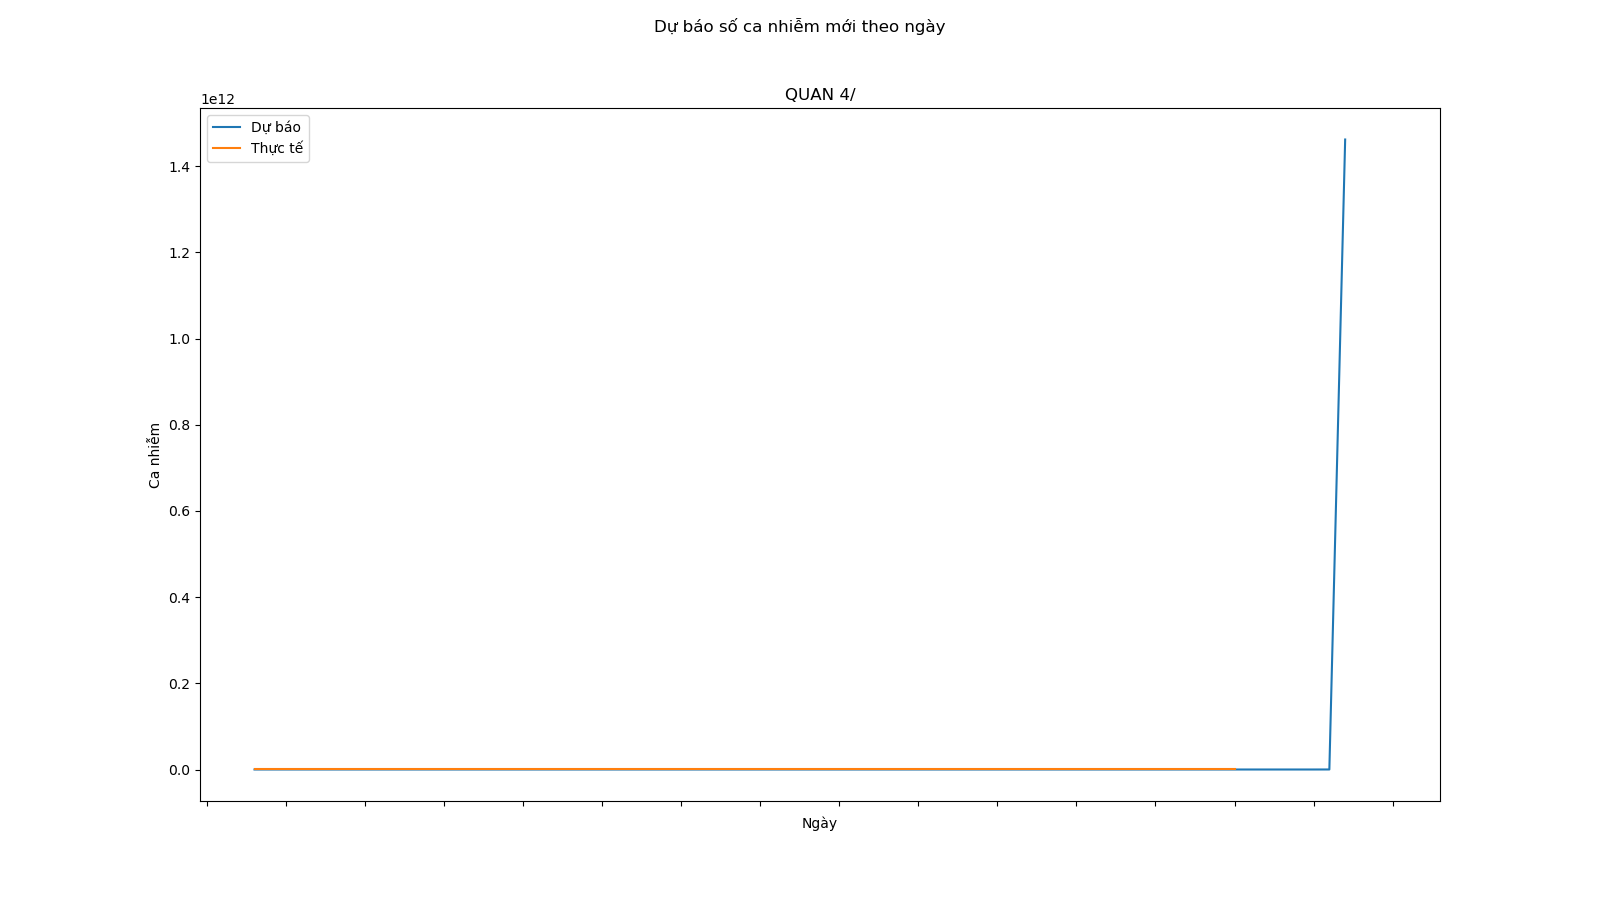 Dự báo số ca nhiễm mới theo ngày
QUAN 4/
1e12
Dự báo
Thực tế
1.4
1.2
1.0
0.8
0.6
0.4
0.2
0.0
Ca nhiễm
Ngày